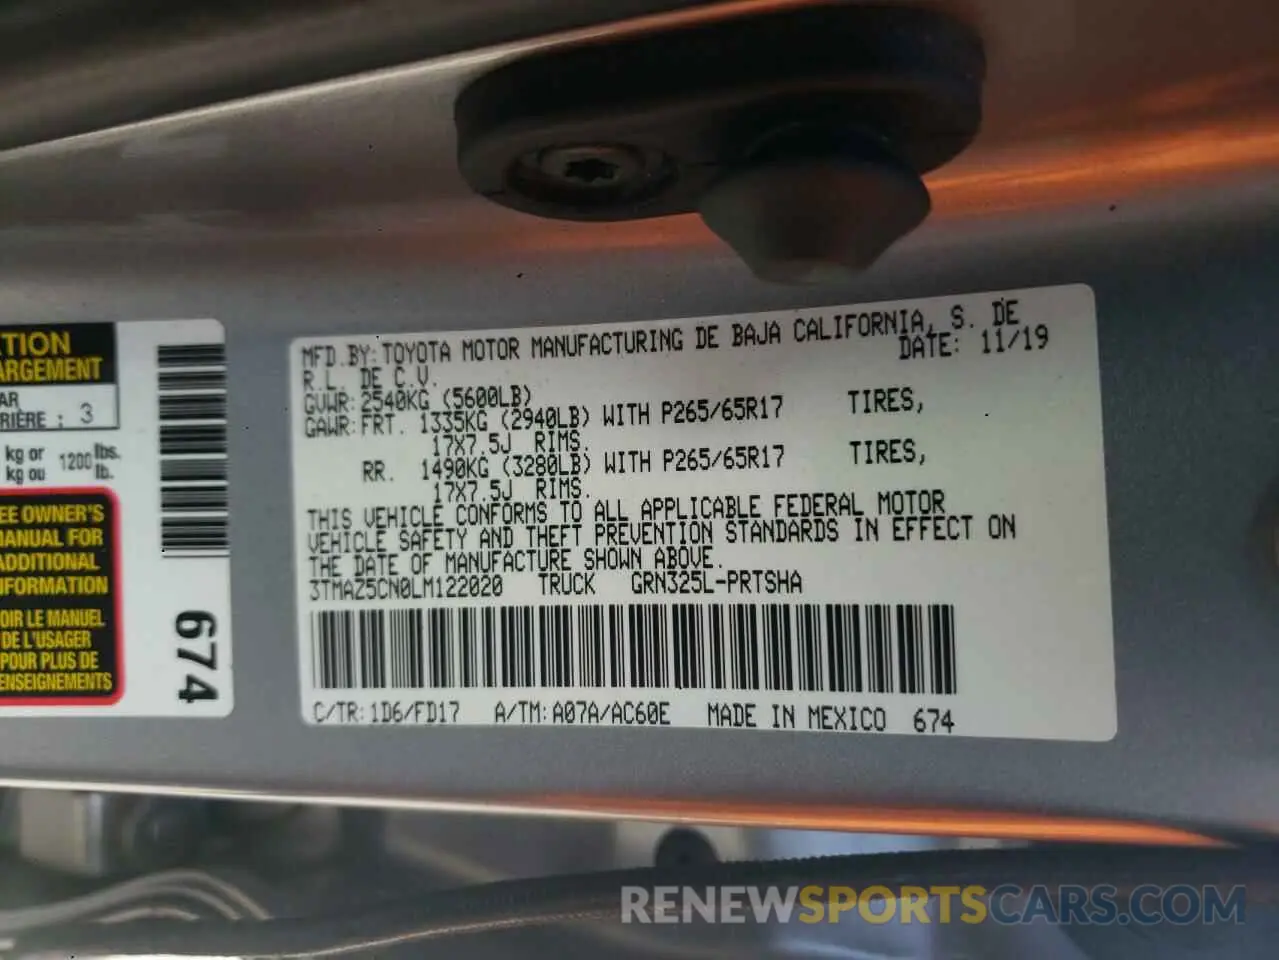 TION
ARGEMENT
AR
RIÈRE : 3
kg or
kg ou 1200 lbs.
lb.
EE OWNER'S
MANUAL FOR
ADDITIONAL
NFORMATION
OIR LE MANUEL
DE L'USAGER
POUR PLUS DE
ENSEIGNEMENTS
674
MFD.BY: TOYOTA MOTOR MANUFACTURING DE BAJA CALIFORNIA, S. DE
R.L. DE C.V. DATE: 11/19
GVWR: 2540KG (5600LB)
GAWR: FRT. 1335KG (2940LB) WITH P265/65R17 TIRES,
17X7.5J RIMS.
RR. 1490KG (3280LB) WITH P265/65R17 TIRES,
17X7.5J RIMS.
THIS VEHICLE CONFORMS TO ALL APPLICABLE FEDERAL MOTOR
VEHICLE SAFETY AND THEFT PREVENTION STANDARDS IN EFFECT ON
THE DATE OF MANUFACTURE SHOWN ABOVE.
3TMAZ5CN0LM122020 TRUCK GRN325L-PRTSHA
C/TR: 1D6/FD17 A/TM: A07A/AC60E MADE IN MEXICO 674
RENEWSPORTSCARS.COM